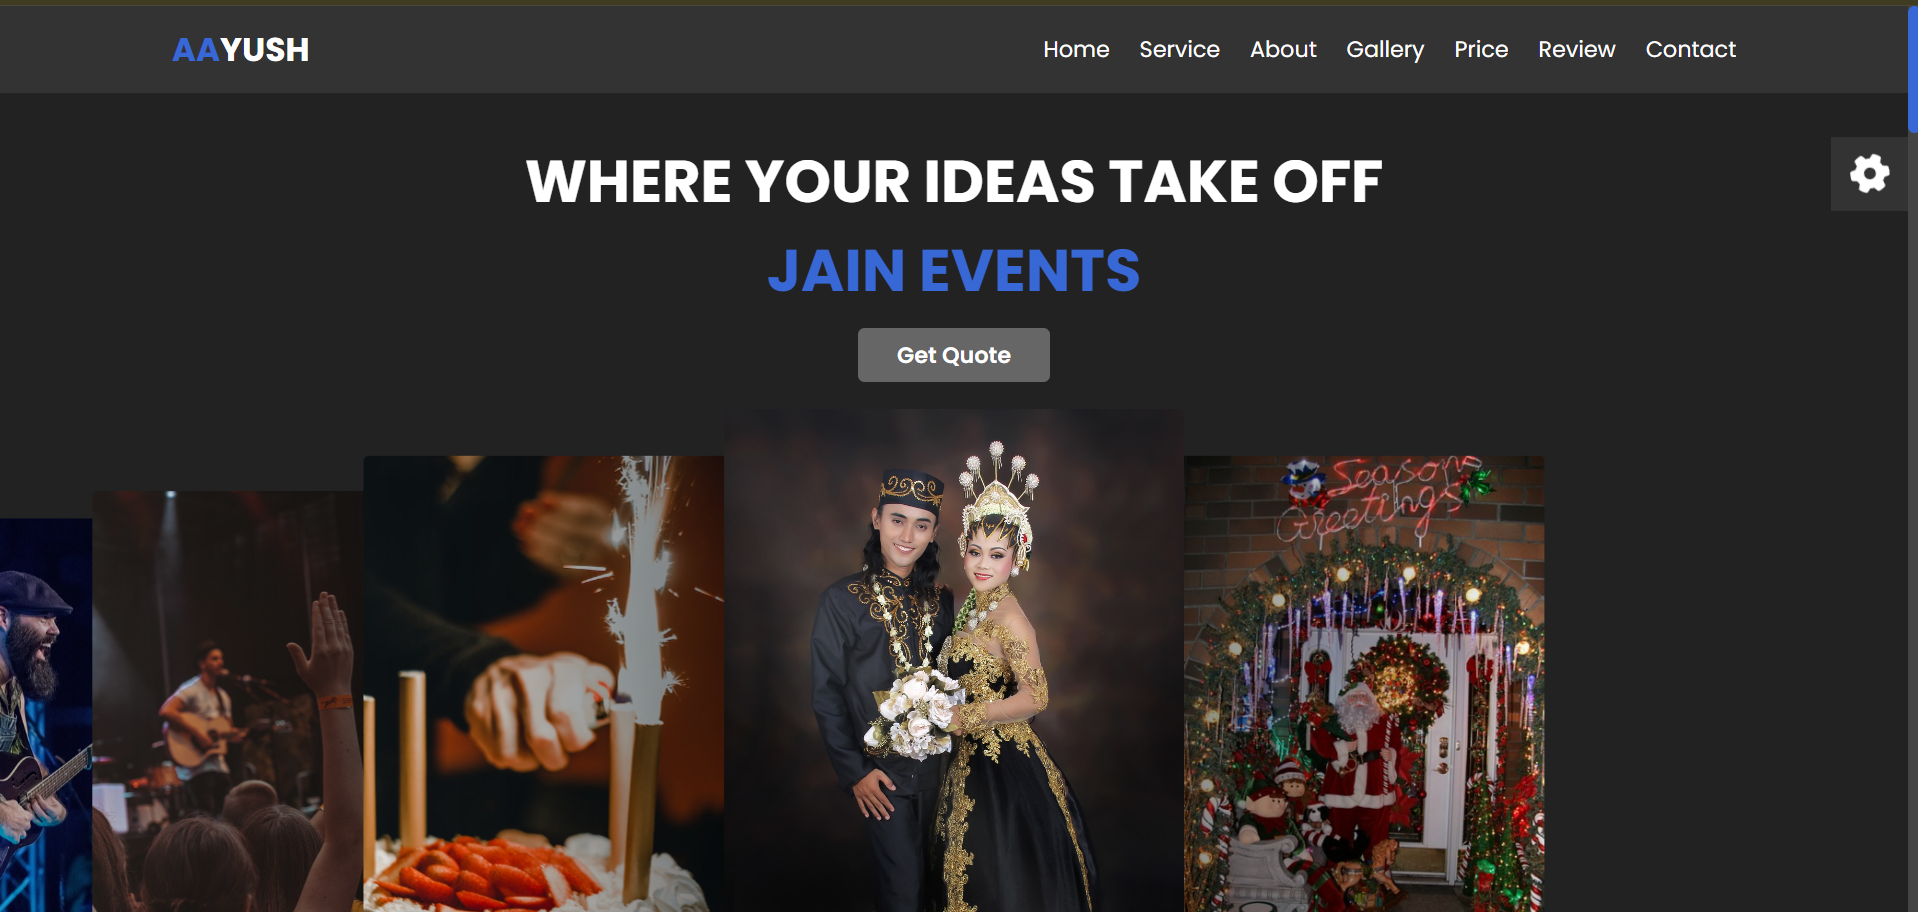 AAYUSH
Home Service About Gallery Price Review Contact
WHERE YOUR IDEAS TAKE OFF
JAIN EVENTS
Get Quote
Seasons
Greetings